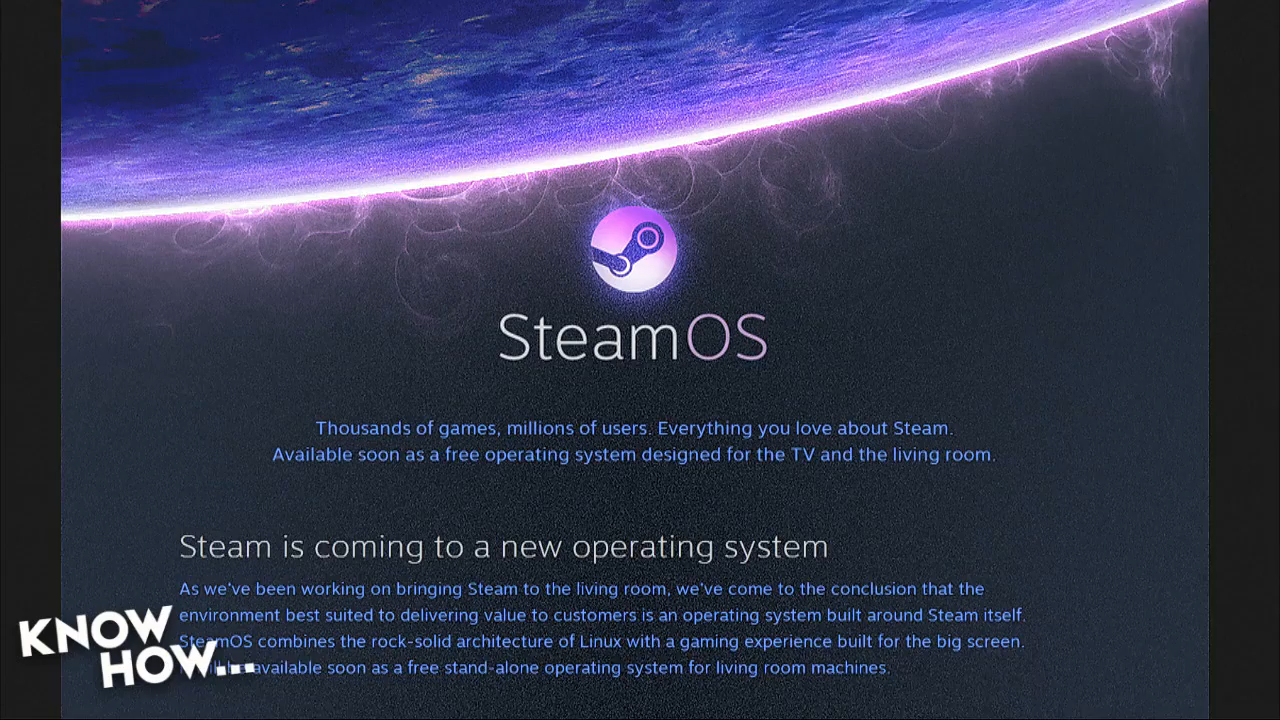 SteamOS
Thousands of games, millions of users. Everything you love about Steam.
Available soon as a free operating system designed for the TV and the living room.
Steam is coming to a new operating system
As we've been working on bringing Steam to the living room, we've come to the conclusion that the
environment best suited to delivering value to customers is an operating system built around Steam itself.
SteamOS combines the rock-solid architecture of Linux with a gaming experience built for the big screen.
available soon as a free stand-alone operating system for living room machines.
KNOW
HOW...